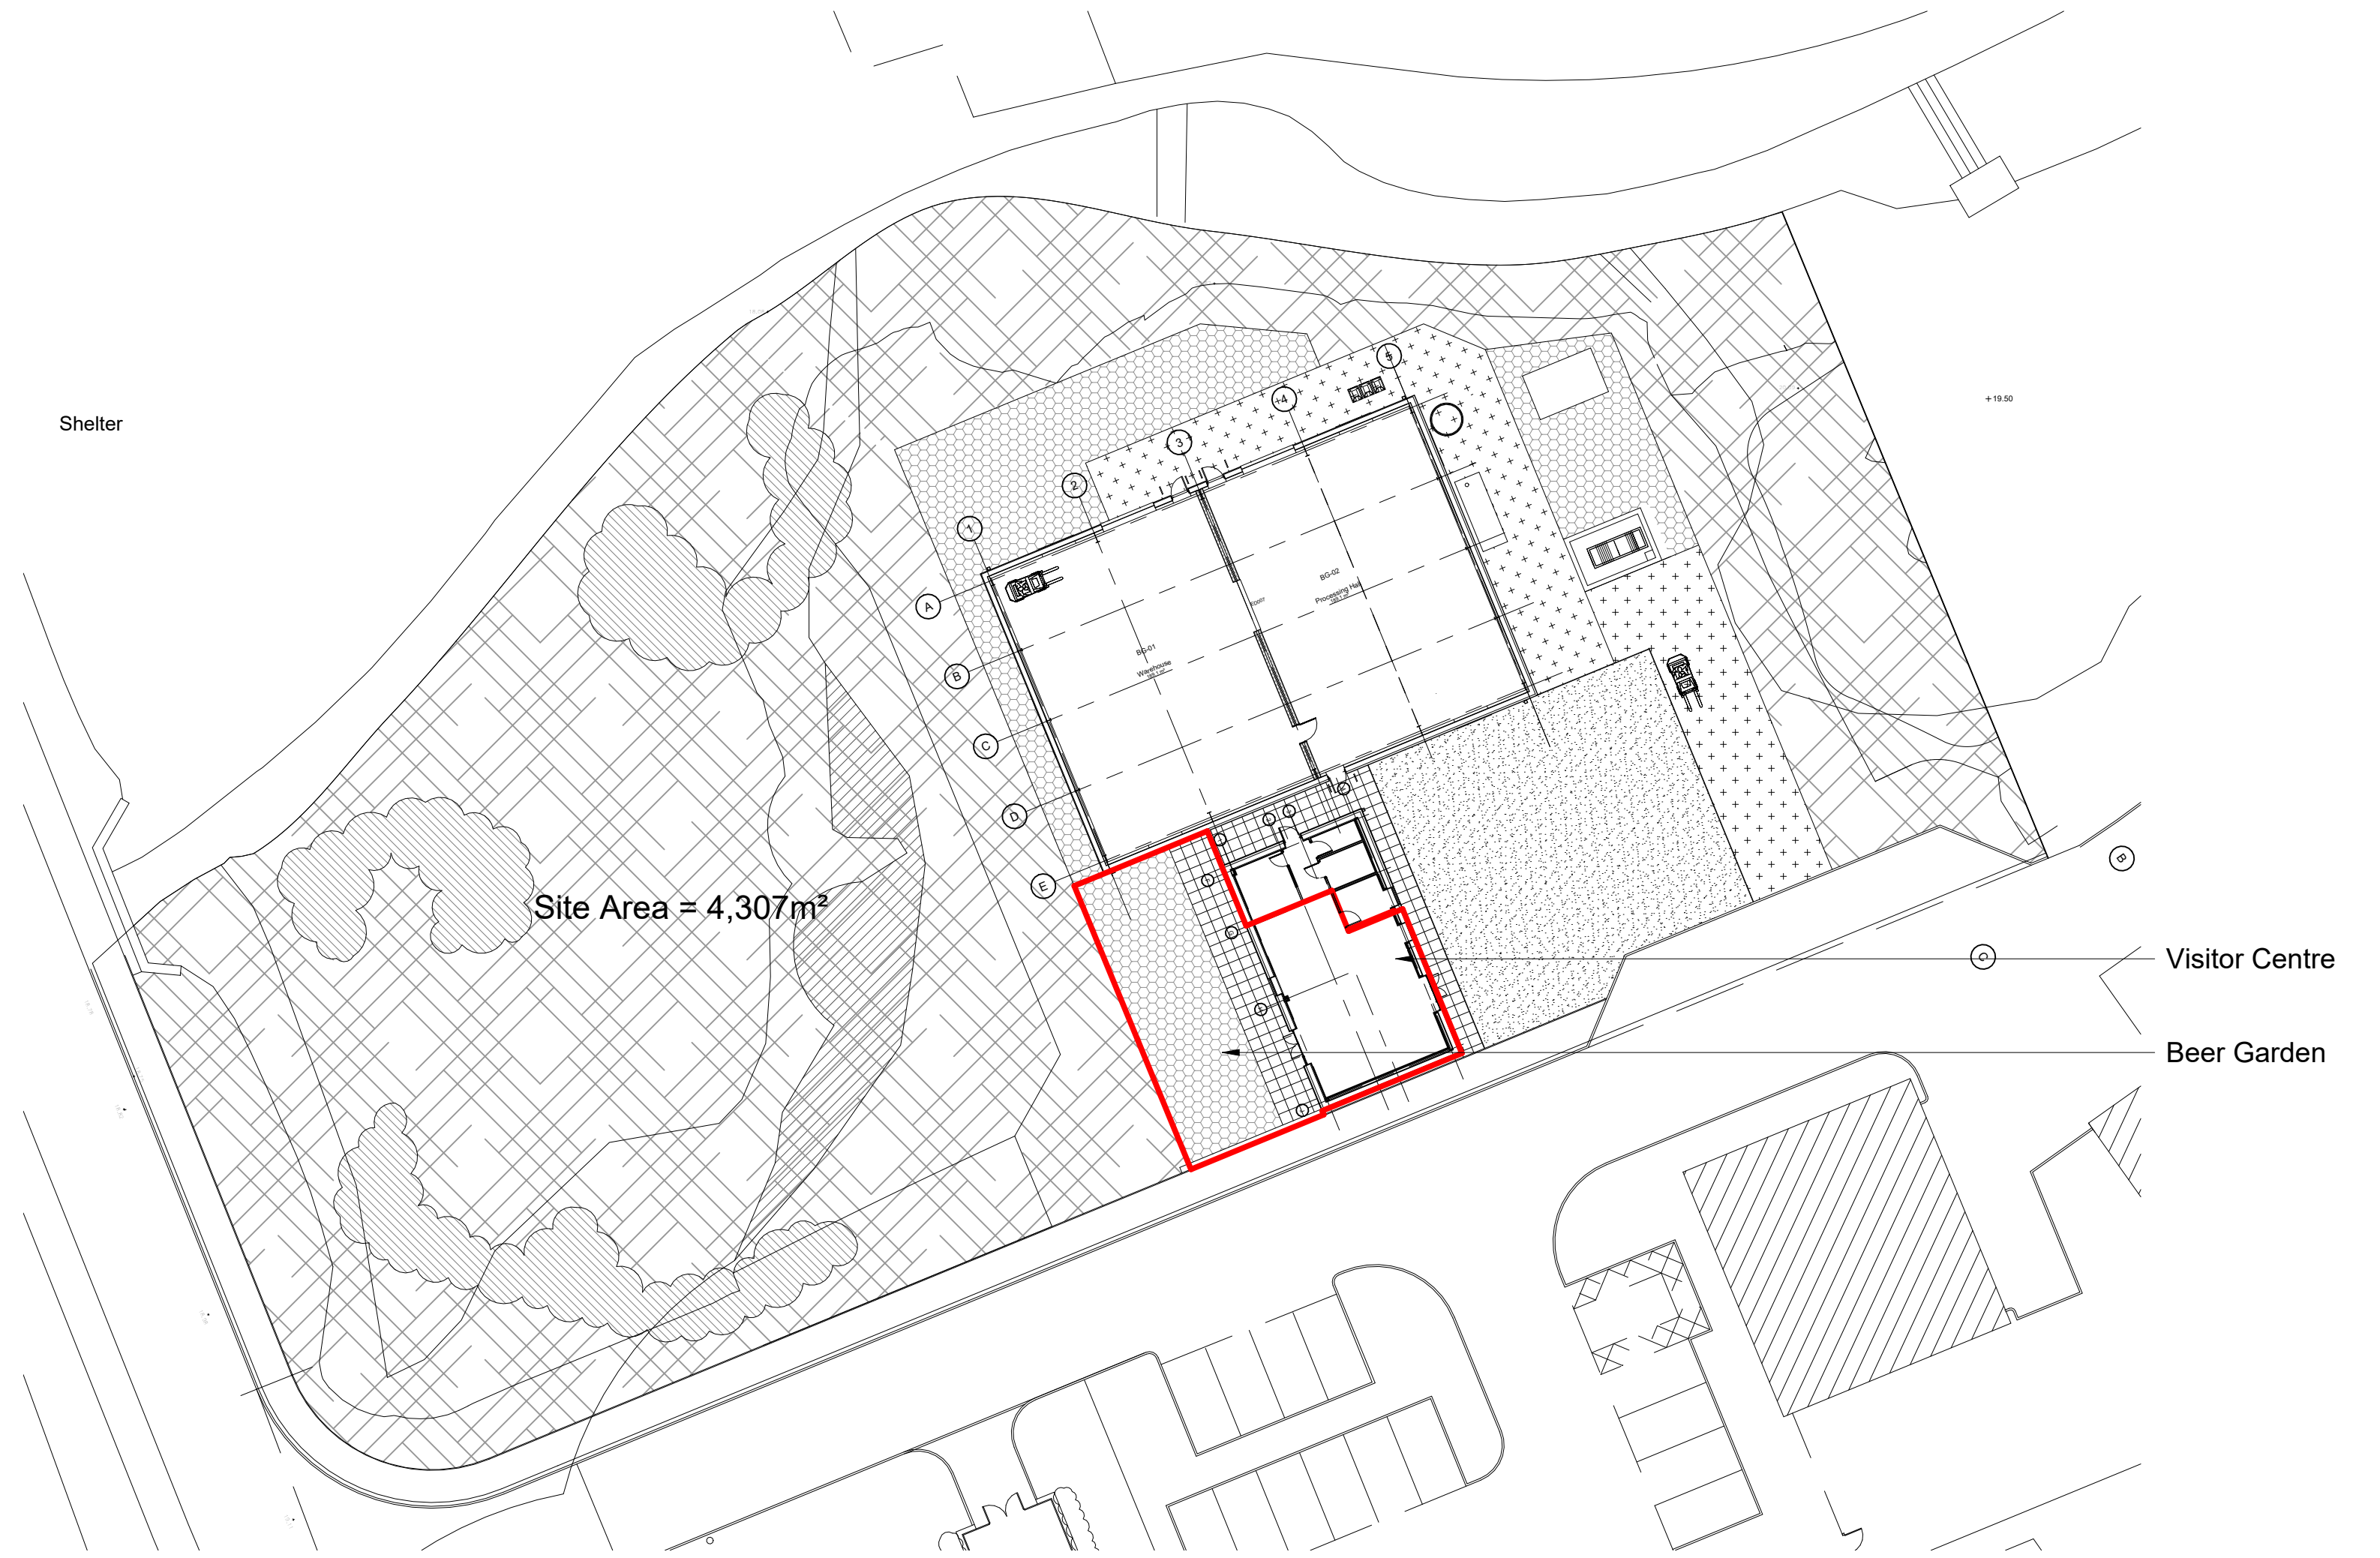 5
4
+19.50
Shelter
3
2
1
BG-02
Processing Hall
A
BG-01
Warehouse
B
C
D
B
E
Site Area = 4,307m²
C
Visitor Centre
Beer Garden